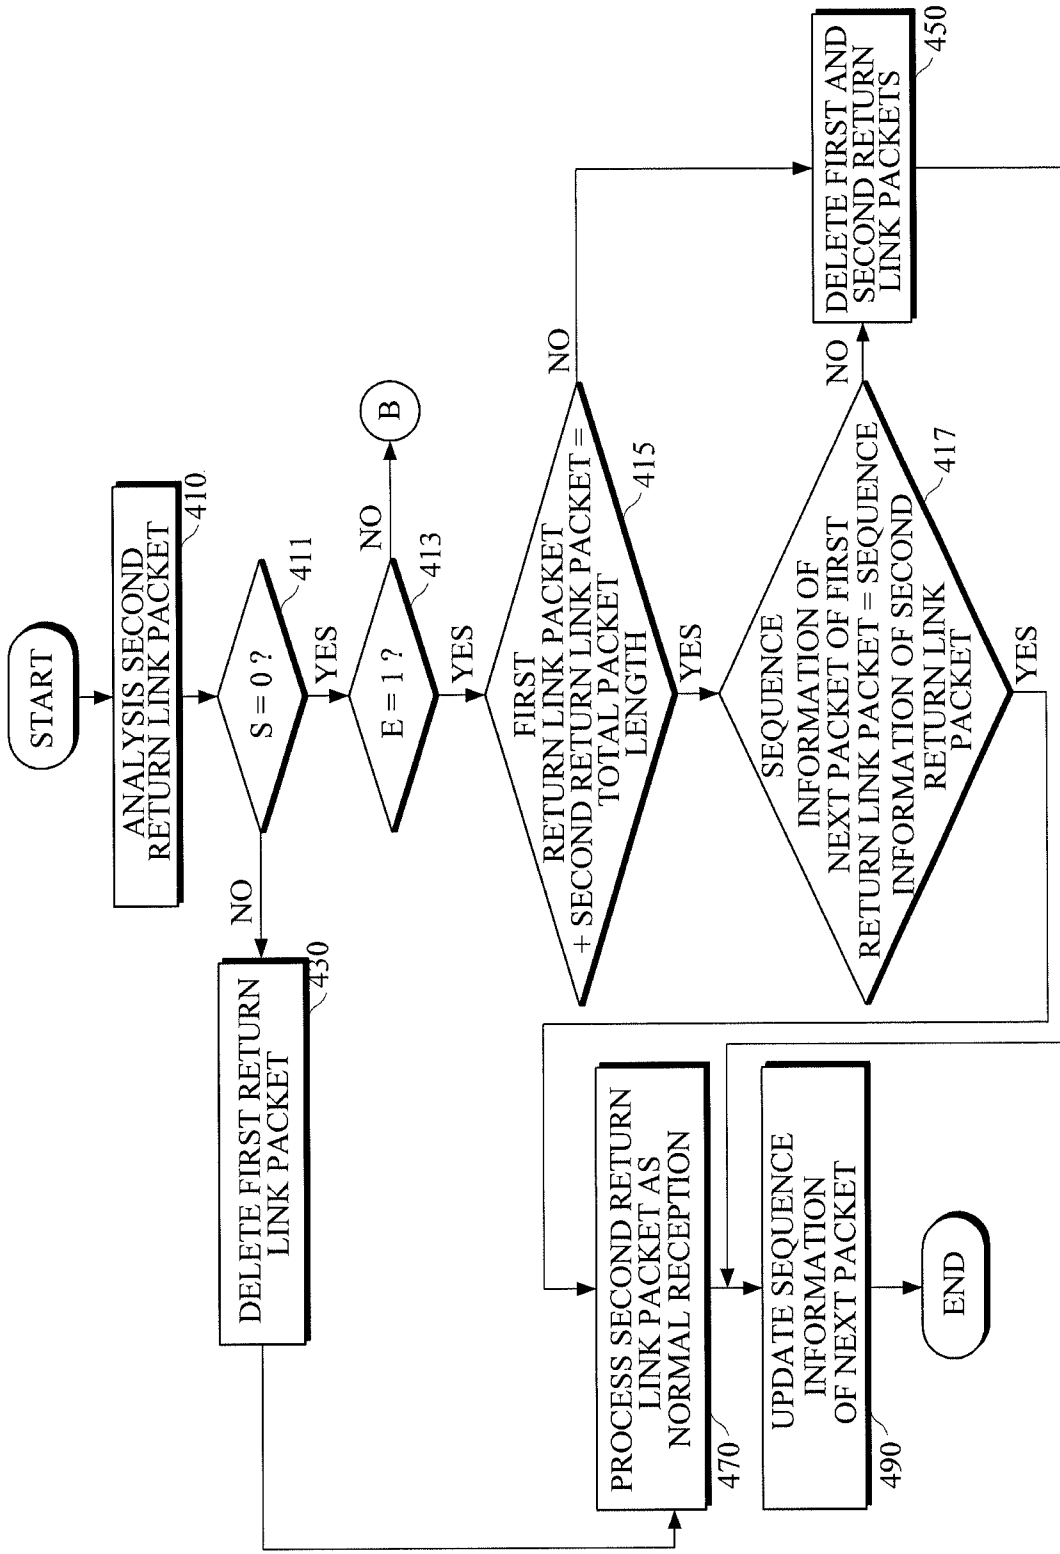 START
ANALYSIS SECOND
RETURN LINK PACKET
410
S = 0 ?
411
NO
YES
DELETE FIRST RETURN
LINK PACKET
430
E = 1 ?
413
NO
B
YES
FIRST
RETURN LINK PACKET
+ SECOND RETURN LINK PACKET =
TOTAL PACKET
LENGTH
415
NO
YES
SEQUENCE
INFORMATION OF
NEXT PACKET OF FIRST
RETURN LINK PACKET = SEQUENCE
INFORMATION OF SECOND
RETURN LINK
PACKET
417
NO
YES
DELETE FIRST AND
SECOND RETURN
LINK PACKETS
450
PROCESS SECOND RETURN
LINK PACKET AS
NORMAL RECEPTION
470
UPDATE SEQUENCE
INFORMATION
OF NEXT PACKET
490
END